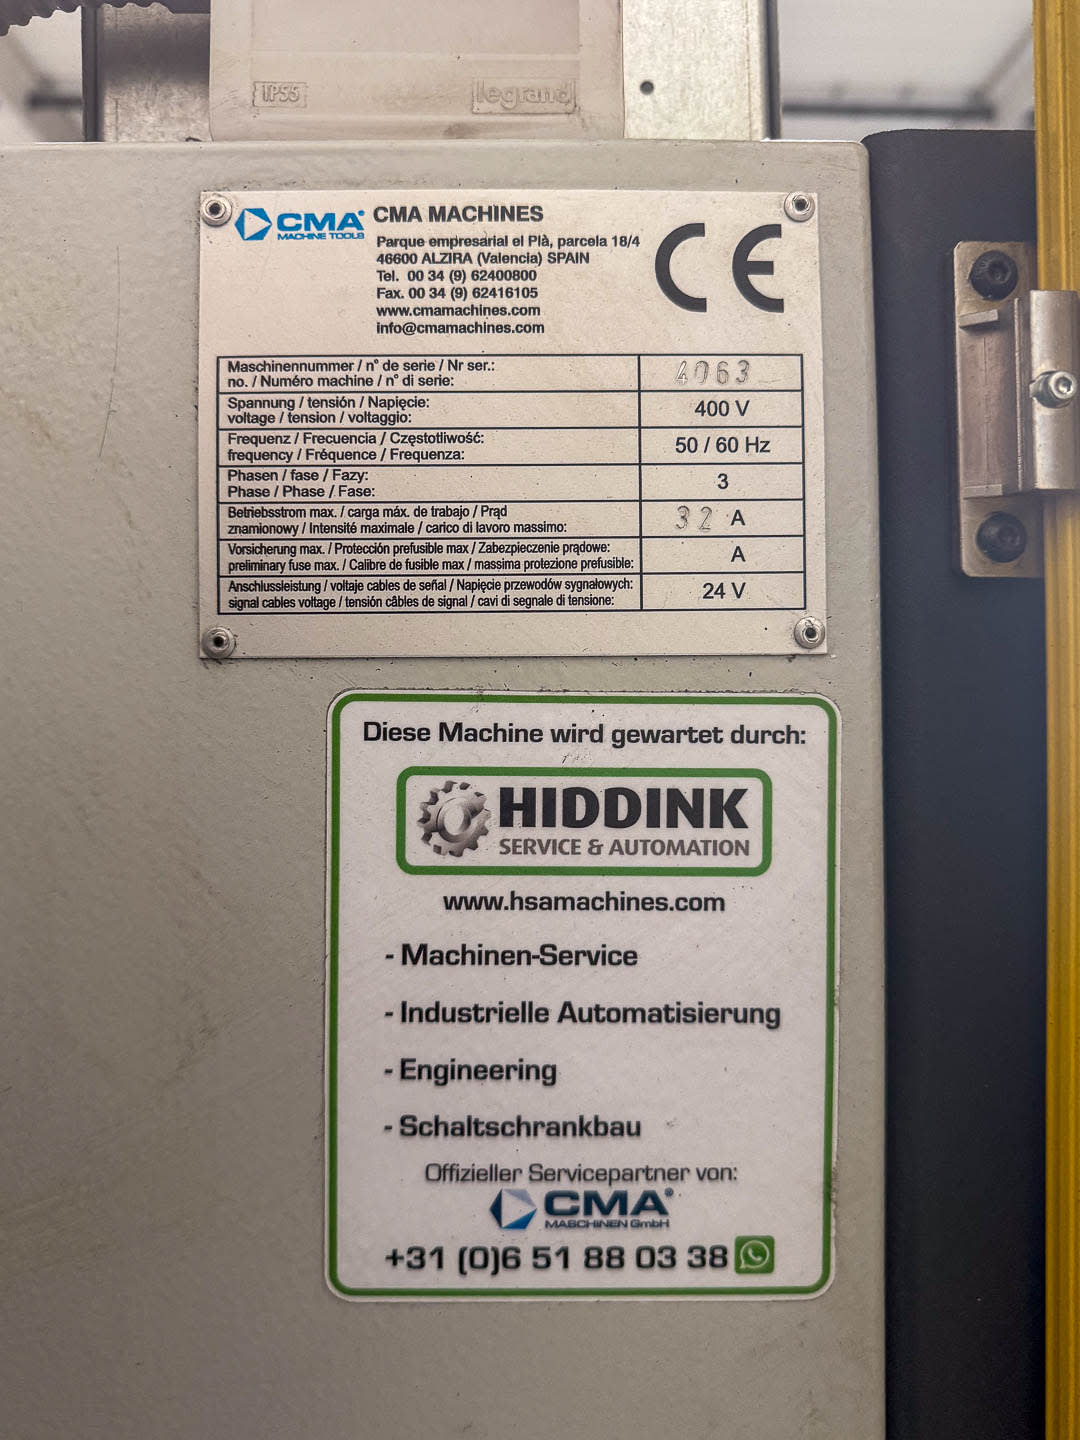 IP55
legrand
CMA®
MACHINE TOOLS
CMA MACHINES
Parque empresarial el Plà, parcela 18/4
46600 ALZIRA (Valencia) SPAIN
Tel. 00 34 (9) 62400800
Fax. 00 34 (9) 62416105
www.cmamachines.com
info@cmamachines.com
CE
Maschinennummer / n° de serie / Nr ser.:
no. / Numéro machine / n° di serie:
4063
Spannung / tensión / Napięcie:
voltage / tension / voltaggio:
400 V
Frequenz / Frecuencia / Częstotliwość:
frequency / Fréquence / Frequenza:
50 / 60 Hz
Phasen / fase / Fazy:
Phase / Phase / Fase:
3
Betriebsstrom max. / carga máx. de trabajo / Prąd
znamionowy / Intensité maximale / carico di lavoro massimo:
32 A
Vorsicherung max. / Protección prefusible max / Zabezpieczenie prądowe:
preliminary fuse max. / Calibre de fusible max / massima protezione prefusible:
A
Anschlussleistung / voltaje cables de señal / Napięcie przewodów sygnałowych:
signal cables voltage / tensión câbles de signal / cavi di segnale di tensione:
24 V
Diese Machine wird gewartet durch:
HIDDINK
SERVICE & AUTOMATION
www.hsamachines.com
- Machinen-Service
- Industrielle Automatisierung
- Engineering
- Schaltschrankbau
Offizieller Servicepartner von:
CMA®
MASCHINEN GmbH
+31 (0)6 51 88 03 38